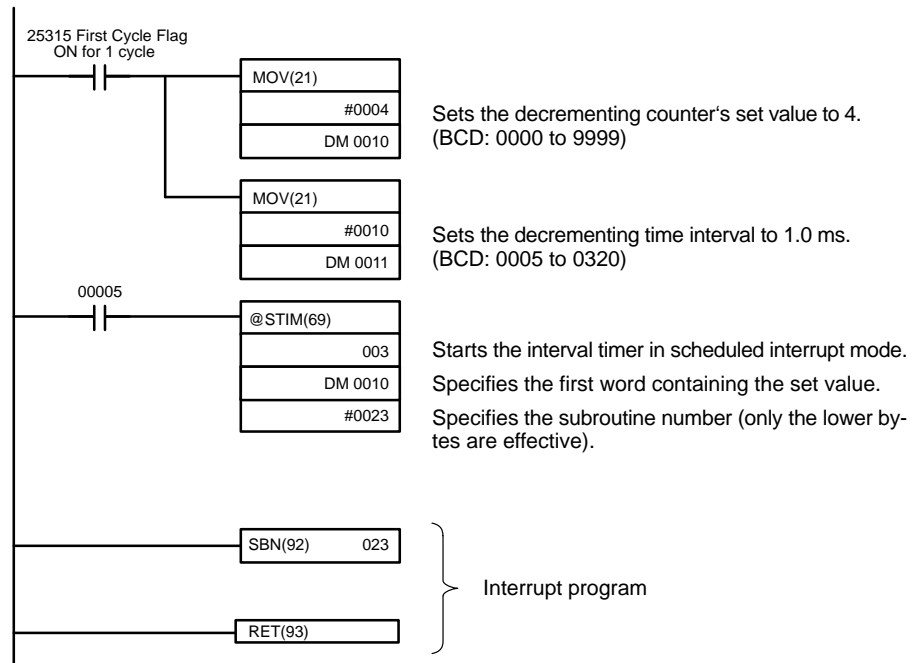 25315 First Cycle Flag
ON for 1 cycle
MOV(21)
#0004
DM 0010
Sets the decrementing counter‘s set value to 4.
(BCD: 0000 to 9999)
MOV(21)
#0010
DM 0011
Sets the decrementing time interval to 1.0 ms.
(BCD: 0005 to 0320)
00005
@STIM(69)
003
Starts the interval timer in scheduled interrupt mode.
DM 0010
Specifies the first word containing the set value.
#0023
Specifies the subroutine number (only the lower by-
tes are effective).
SBN(92) 023
Interrupt program
RET(93)